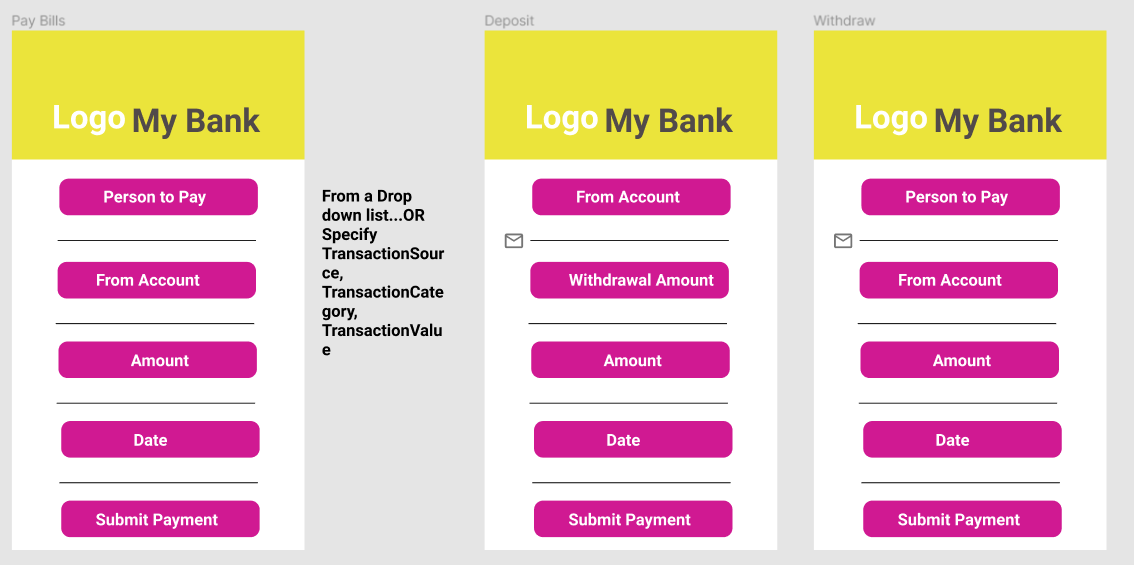 Pay Bills
Logo My Bank
Person to Pay
From Account
Amount
Date
Submit Payment
From a Drop
down list...OR
Specify
TransactionSour
ce,
TransactionCate
gory,
TransactionValu
e
Deposit
Logo My Bank
From Account
Withdrawal Amount
Amount
Date
Submit Payment
Withdraw
Logo My Bank
Person to Pay
From Account
Amount
Date
Submit Payment